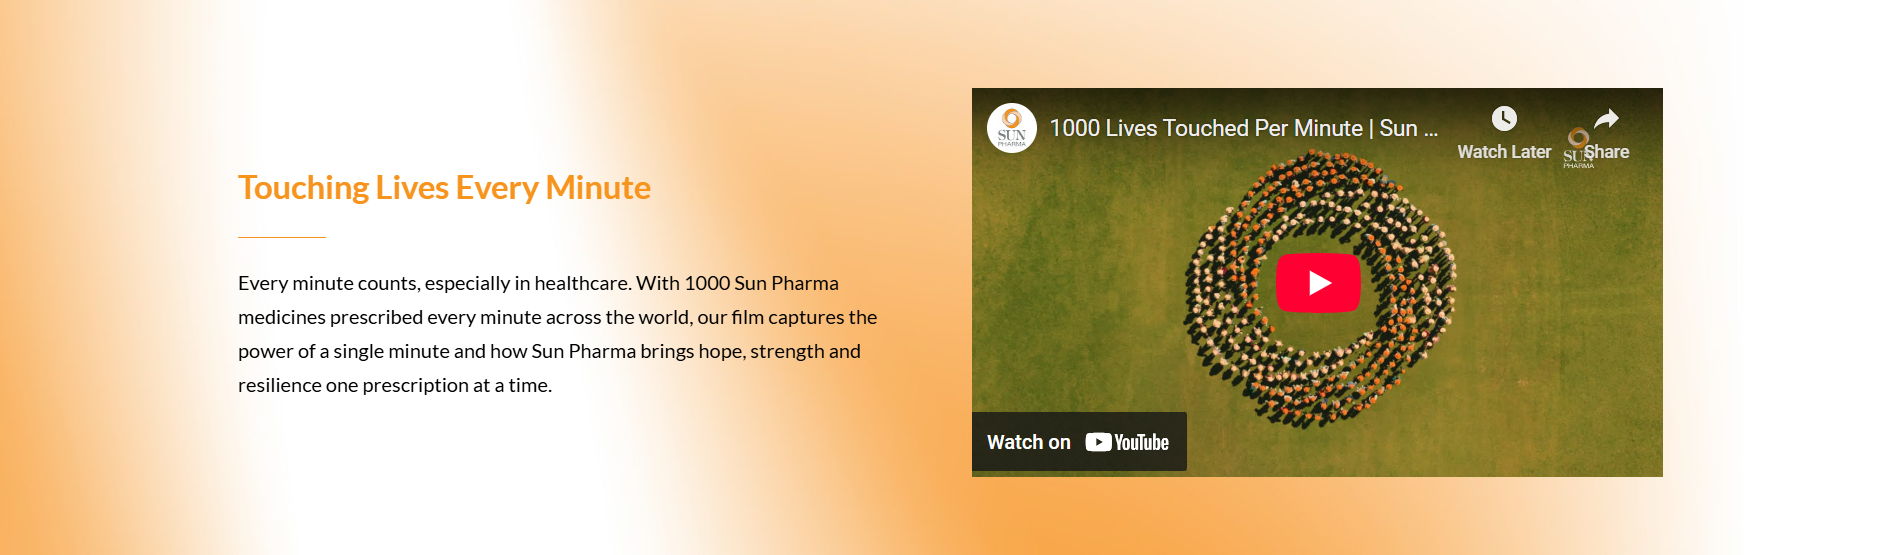 Touching Lives Every Minute
Every minute counts, especially in healthcare. With 1000 Sun Pharma
medicines prescribed every minute across the world, our film captures the
power of a single minute and how Sun Pharma brings hope, strength and
resilience one prescription at a time.
SUN
PHARMA
1000 Lives Touched Per Minute | Sun ...
Watch Later
Share
SUN
PHARMA
Watch on YouTube